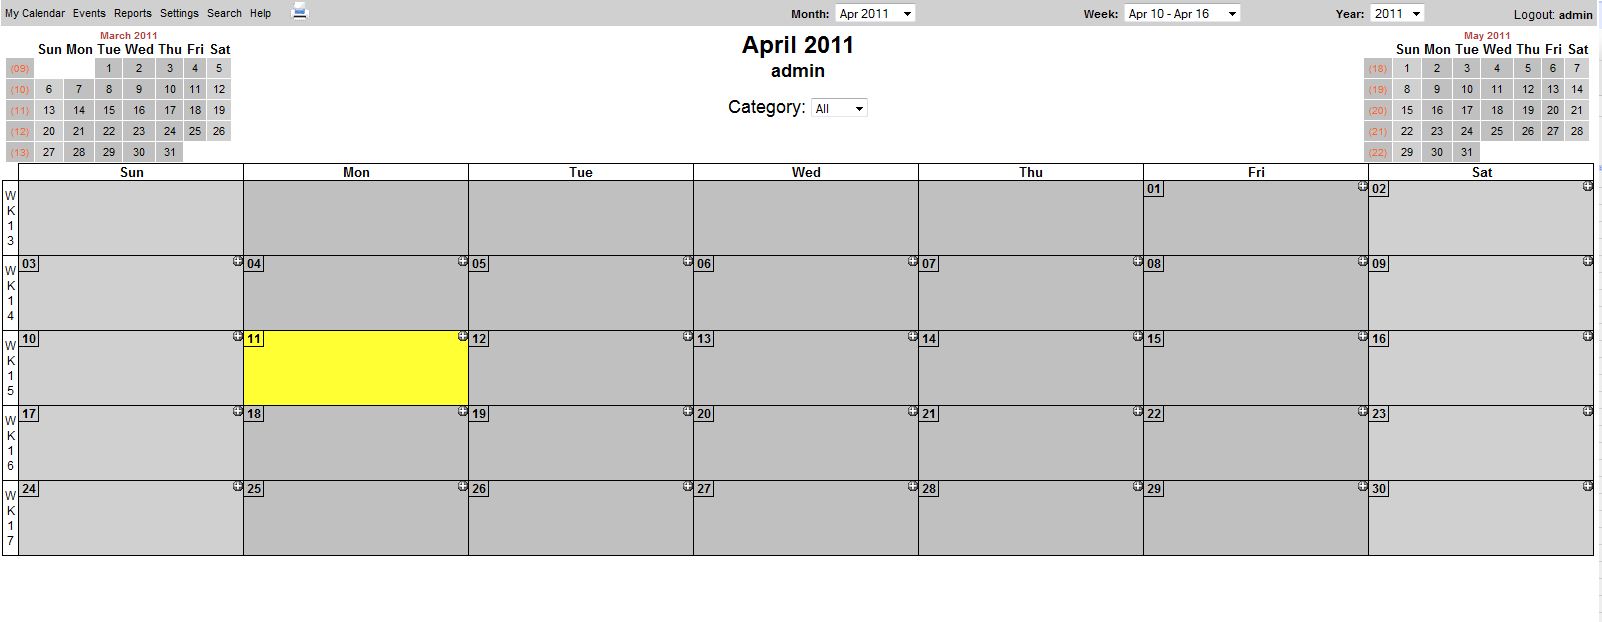 My Calendar Events Reports Settings Search Help Month: Apr 2011 Week: Apr 10 - Apr 16 Year: 2011 Logout: admin
March 2011
Sun Mon Tue Wed Thu Fri Sat
(09) 1 2 3 4 5
(10) 6 7 8 9 10 11 12
(11) 13 14 15 16 17 18 19
(12) 20 21 22 23 24 25 26
(13) 27 28 29 30 31
April 2011
admin
Category: All
May 2011
Sun Mon Tue Wed Thu Fri Sat
(18) 1 2 3 4 5 6 7
(19) 8 9 10 11 12 13 14
(20) 15 16 17 18 19 20 21
(21) 22 23 24 25 26 27 28
(22) 29 30 31
Sun Mon Tue Wed Thu Fri Sat
WK13 01 02
WK14 03 04 05 06 07 08 09
WK15 10 11 12 13 14 15 16
WK16 17 18 19 20 21 22 23
WK17 24 25 26 27 28 29 30